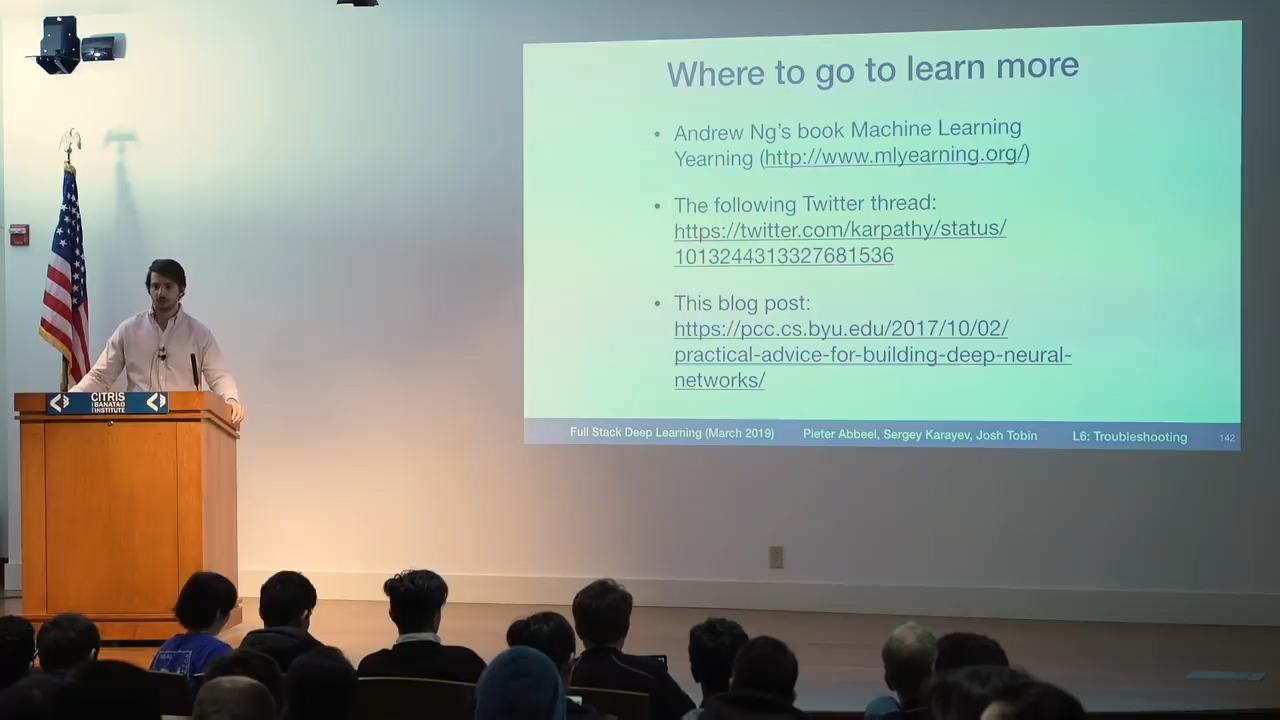 Where to go to learn more
• Andrew Ng's book Machine Learning
Yearning (http://www.mlyearning.org/)
• The following Twitter thread:
https://twitter.com/karpathy/status/
1013244313327681536
• This blog post:
https://pcc.cs.byu.edu/2017/10/02/
practical-advice-for-building-deep-neural-
networks/
Full Stack Deep Learning (March 2019) Pieter Abbeel, Sergey Karayev, Josh Tobin L6: Troubleshooting 142
CITRIS
BANATAO
INSTITUTE